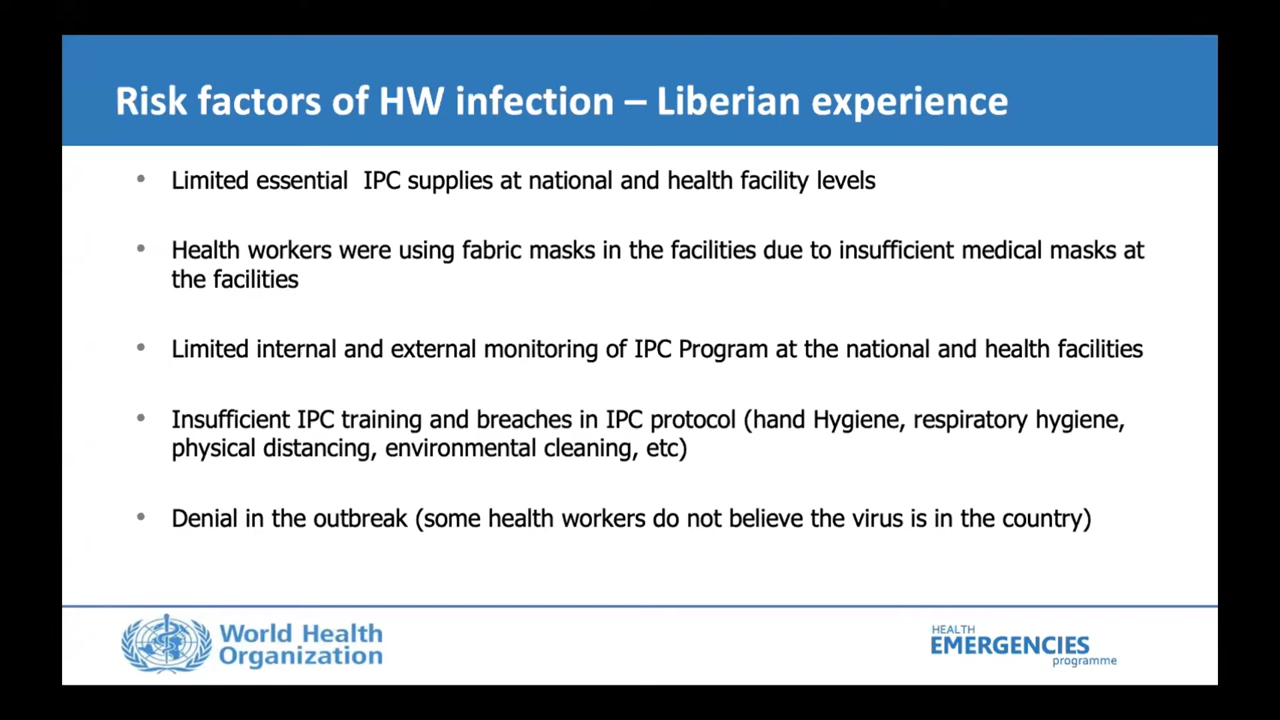 Risk factors of HW infection – Liberian experience
• Limited essential  IPC supplies at national and health facility levels
• Health workers were using fabric masks in the facilities due to insufficient medical masks at
the facilities
• Limited internal and external monitoring of IPC Program at the national and health facilities
• Insufficient IPC training and breaches in IPC protocol (hand Hygiene, respiratory hygiene,
physical distancing, environmental cleaning, etc)
• Denial in the outbreak (some health workers do not believe the virus is in the country)
World Health
Organization
HEALTH
EMERGENCIES
programme